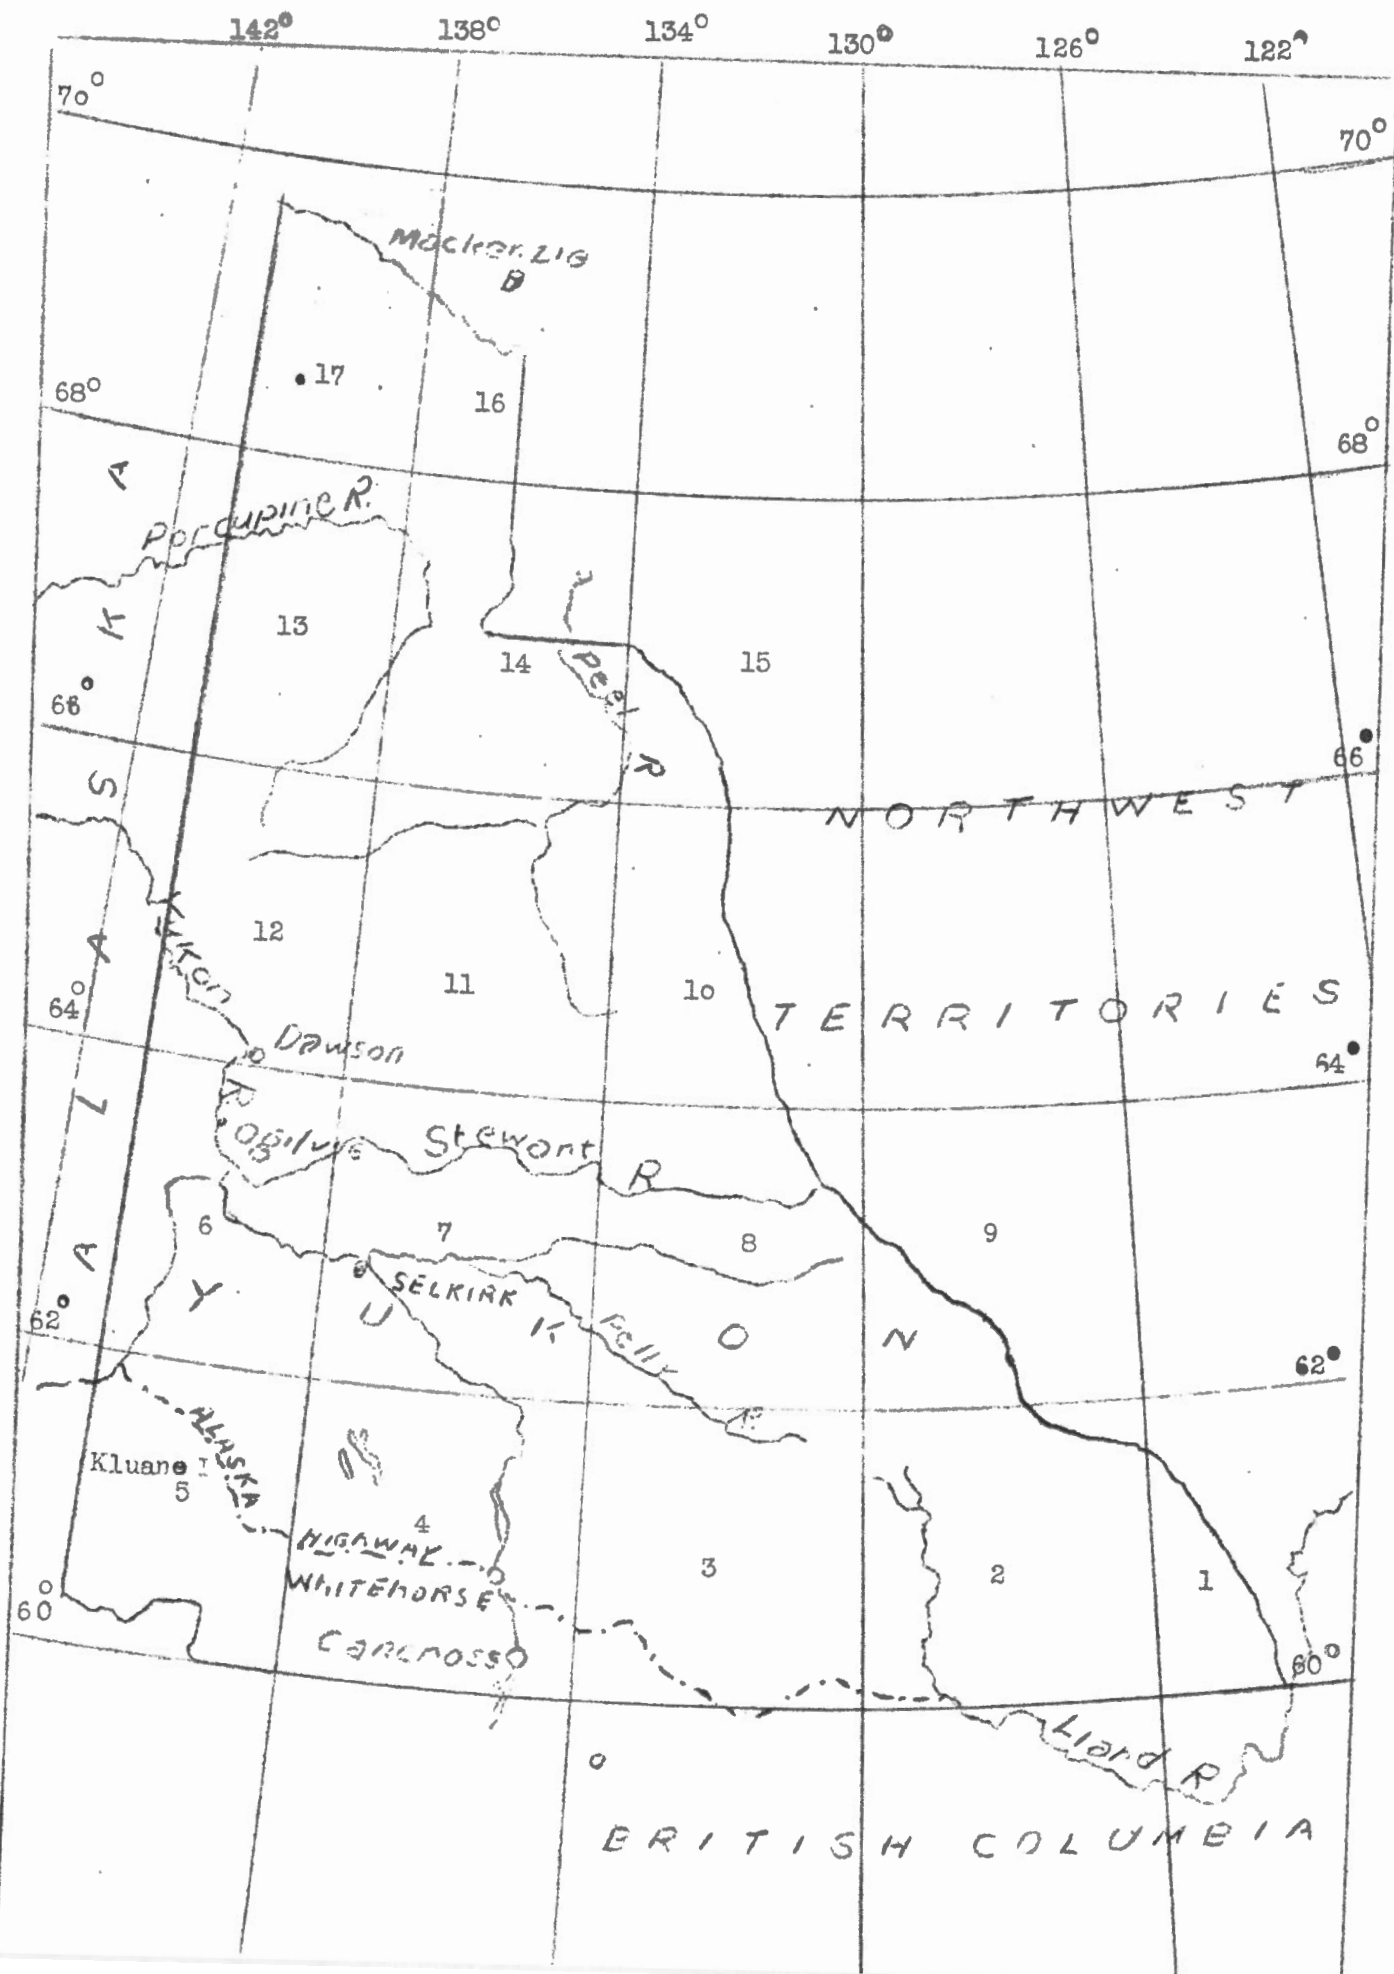 142° 138° 134° 130° 126° 122°
70° 70°
Mackenzie
B
17
16
68° 68°
Porcupine R.
13
14
15
Peel
R
66
66
NORTHWEST
12
Yukon
11
10
TERRITORIES
64° 64
Dawson
R
Ogilvie
Stewart R
6
7
8
9
SELKIRK
Pelly
R
YUKON
62° 62°
ALASKA
Kluane L
5
ALASKA
HIGHWAY
4
3
2
1
WHITEHORSE
Carcross
60° 60°
Liard R
BRITISH COLUMBIA